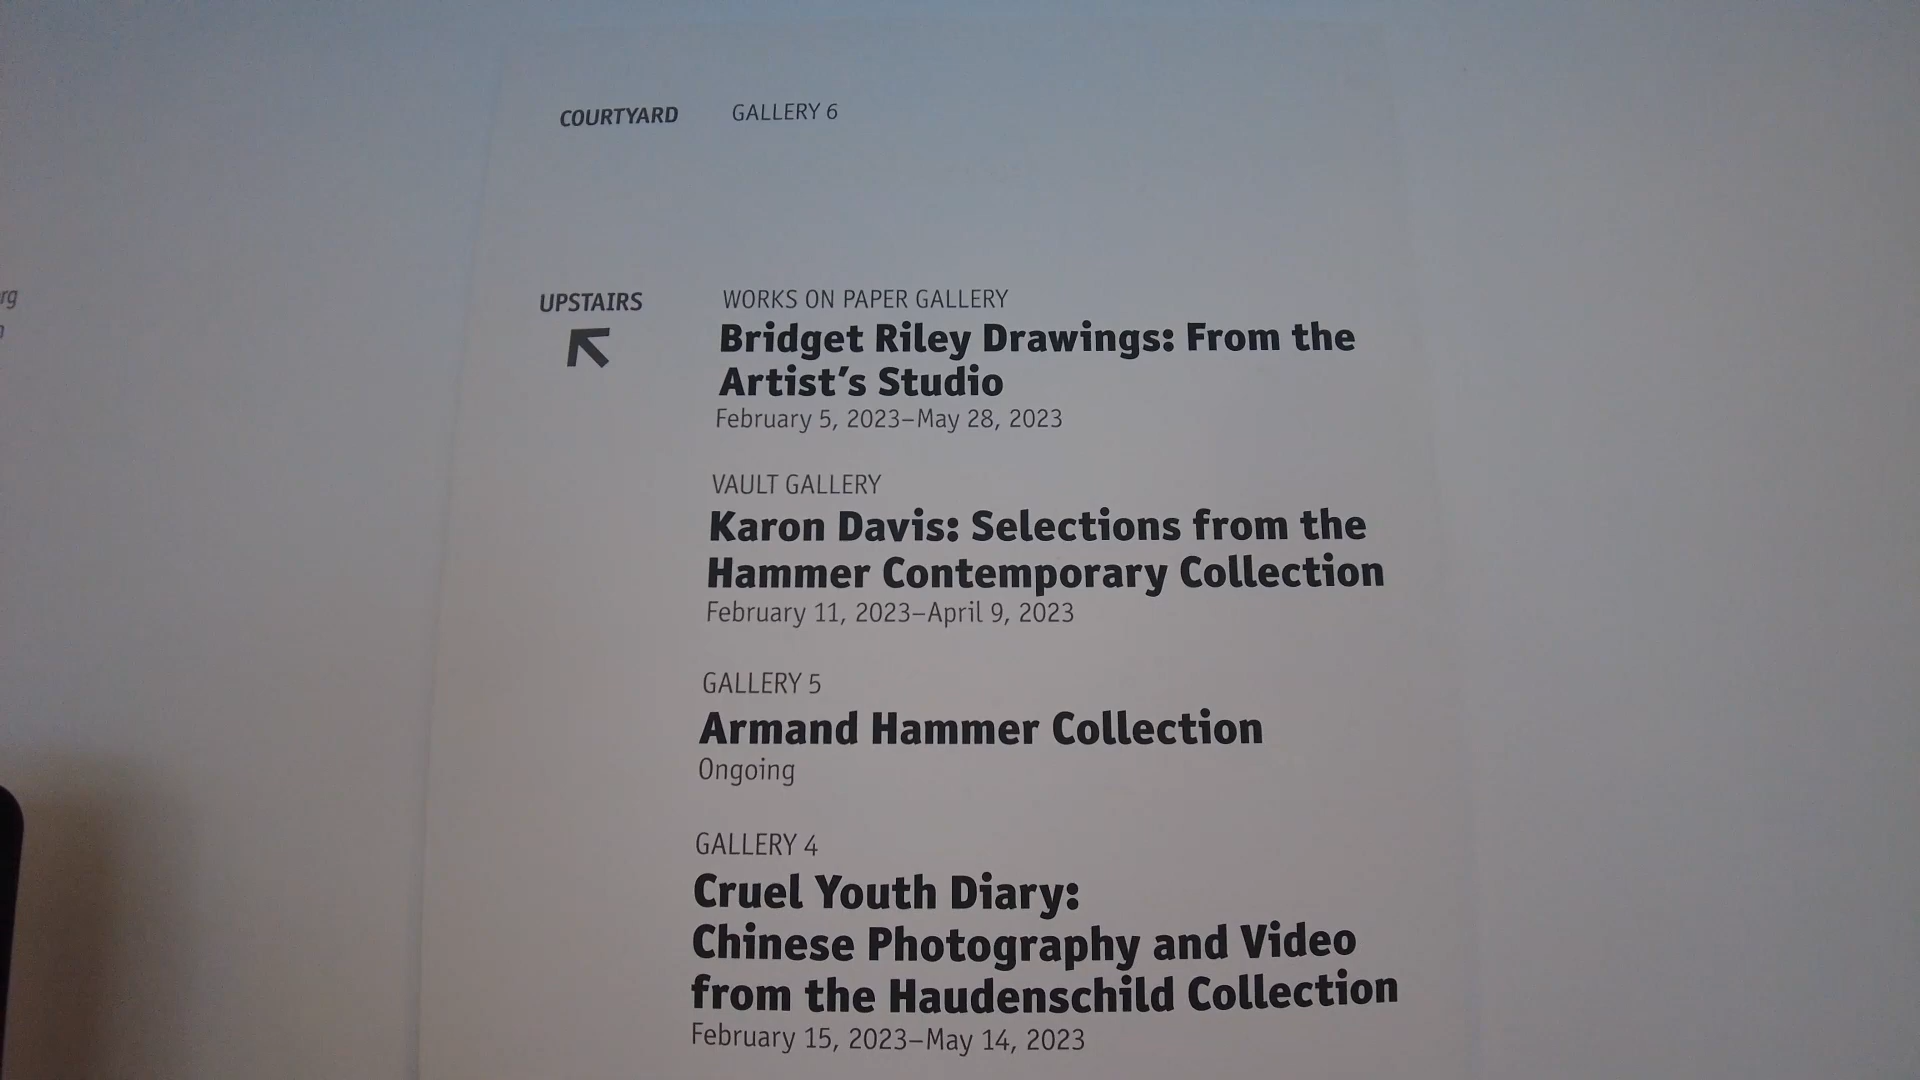 COURTYARD GALLERY 6
UPSTAIRS WORKS ON PAPER GALLERY
Bridget Riley Drawings: From the
Artist's Studio
February 5, 2023–May 28, 2023
VAULT GALLERY
Karon Davis: Selections from the
Hammer Contemporary Collection
February 11, 2023–April 9, 2023
GALLERY 5
Armand Hammer Collection
Ongoing
GALLERY 4
Cruel Youth Diary:
Chinese Photography and Video
from the Haudenschild Collection
February 15, 2023–May 14, 2023